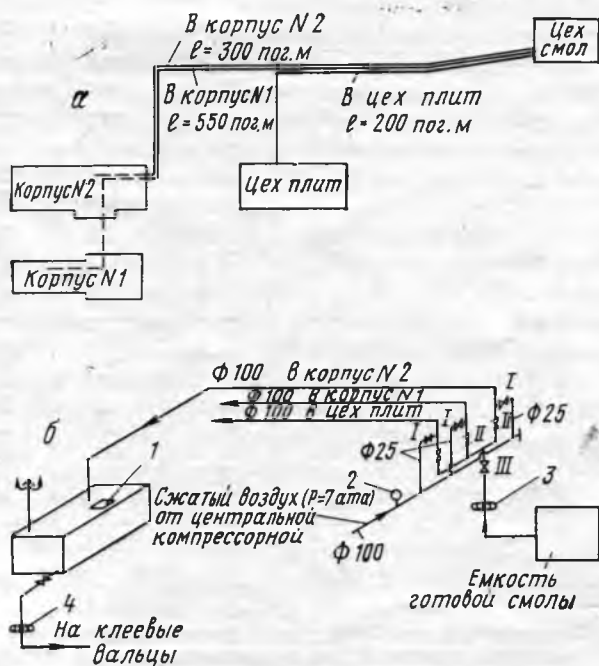 В корпус N 2
ℓ = 300 пог.м
Цех
смол
а
В корпус N1
ℓ = 550 пог.м
В цех плит
ℓ = 200 пог.м
Корпус N2
Цех плит
Корпус N1
Ф 100 В корпус N 2
Ф 100 в корпус N1
Ф 100 в цех плит
I
I
I
II
Ф25
Ф25
II
III
б
1
2
3
Сжатый воздух (P=7 ата)
от центральной
компрессорной
Ф 100
Емкость
готовой смолы
4
На клеевые
вальцы